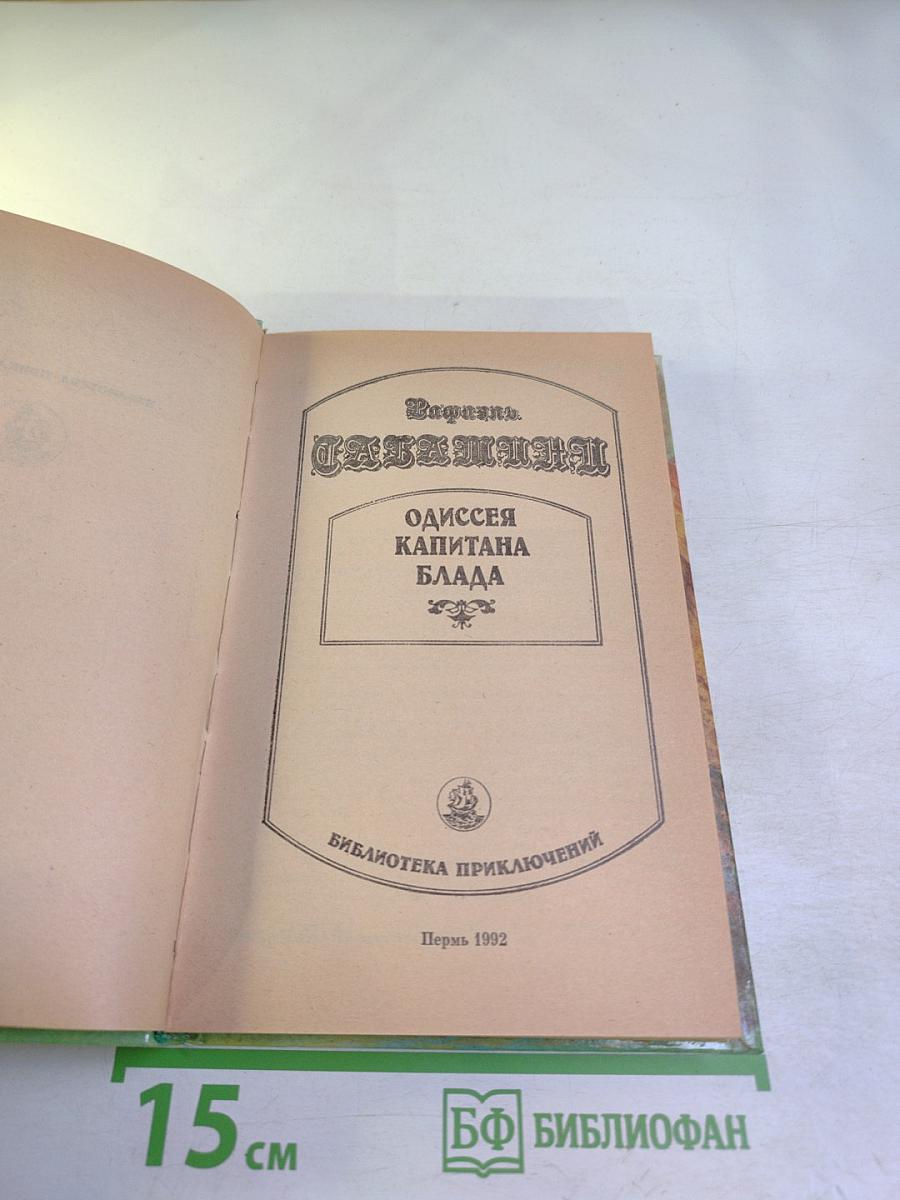 Рафаэль
САБАТИНИ
ОДИССЕЯ
КАПИТАНА
БЛАДА
БИБЛИОТЕКА ПРИКЛЮЧЕНИЙ
Пермь 1992
15 см
БФ БИБЛИОФАН